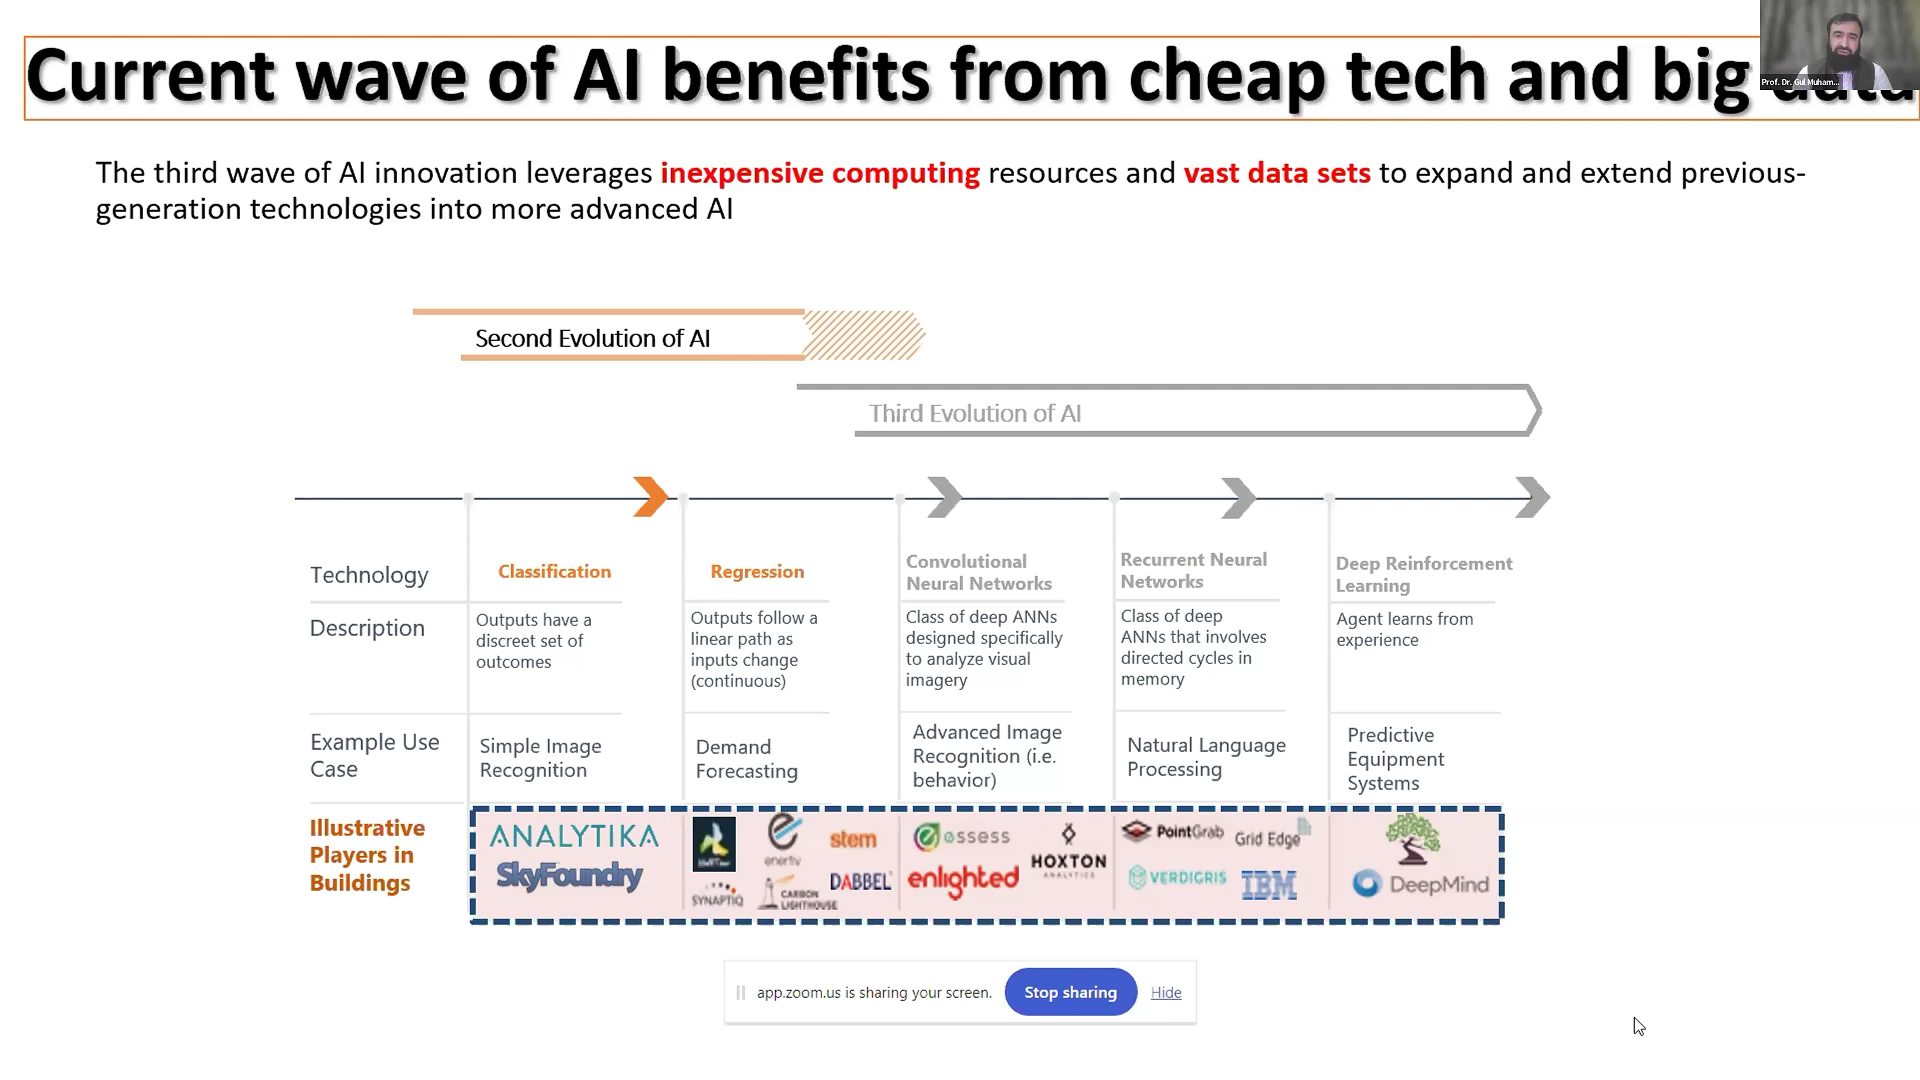 Current wave of AI benefits from cheap tech and big data
Prof. Dr. Gul Muham...
The third wave of AI innovation leverages inexpensive computing resources and vast data sets to expand and extend previous-
generation technologies into more advanced AI
Second Evolution of AI
Third Evolution of AI
Technology
Classification
Regression
Convolutional
Neural Networks
Recurrent Neural
Networks
Deep Reinforcement
Learning
Description
Outputs have a
discreet set of
outcomes
Outputs follow a
linear path as
inputs change
(continuous)
Class of deep ANNs
designed specifically
to analyze visual
imagery
Class of deep
ANNs that involves
directed cycles in
memory
Agent learns from
experience
Example Use
Case
Simple Image
Recognition
Demand
Forecasting
Advanced Image
Recognition (i.e.
behavior)
Natural Language
Processing
Predictive
Equipment
Systems
Illustrative
Players in
Buildings
ANALYTIKA
SkyFoundry
enertiv
stem
SYNAPTIQ
CARBON
LIGHTHOUSE
DABBEL
essess
enlighted
HOXTON
ANALYTICS
PointGrab
Grid Edge
VERDIGRIS
IBM
DeepMind
app.zoom.us is sharing your screen.
Stop sharing
Hide